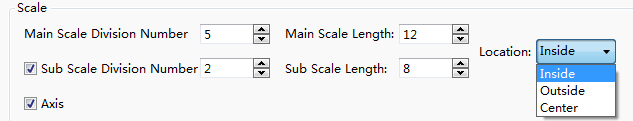 Scale
Main Scale Division Number 5 Main Scale Length: 12
Location: Inside
Sub Scale Division Number 2 Sub Scale Length: 8
Inside
Outside
Center
Axis